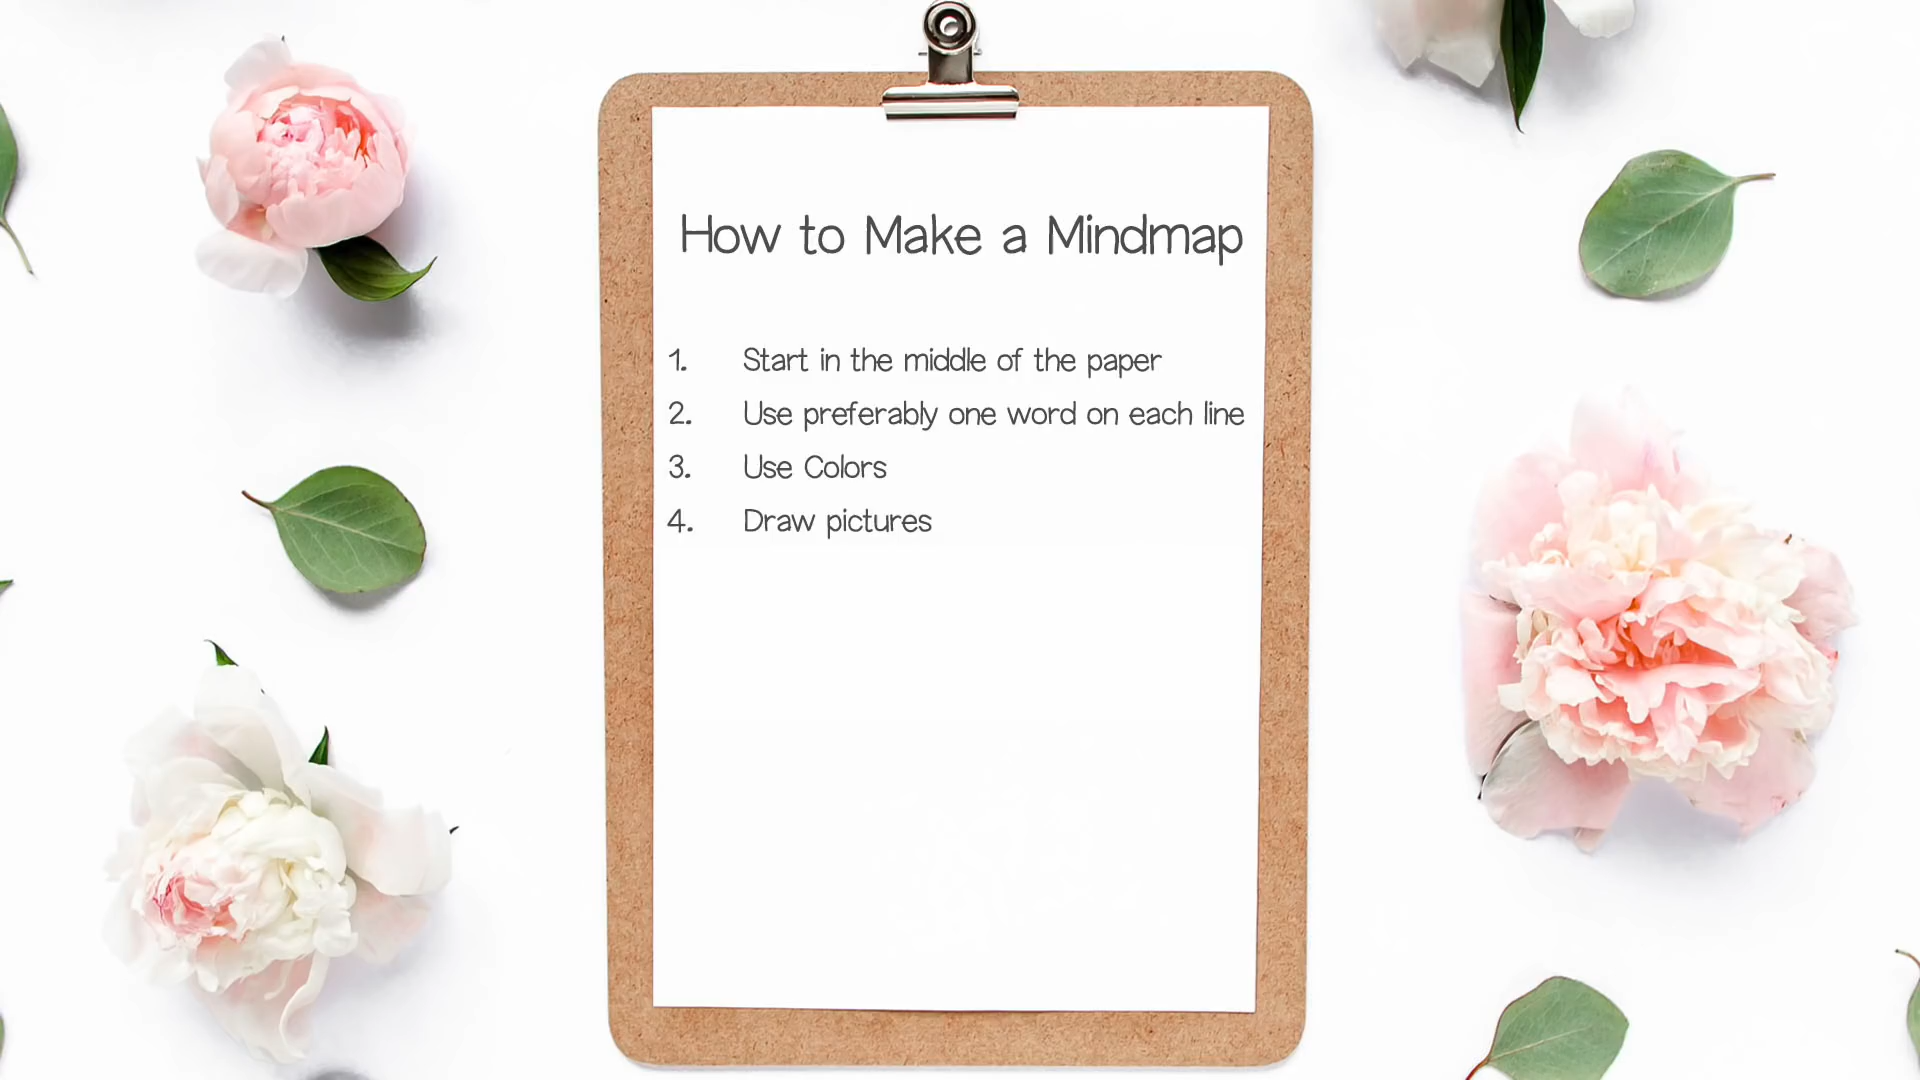 How to Make a Mindmap
1. Start in the middle of the paper
2. Use preferably one word on each line
3. Use Colors
4. Draw pictures